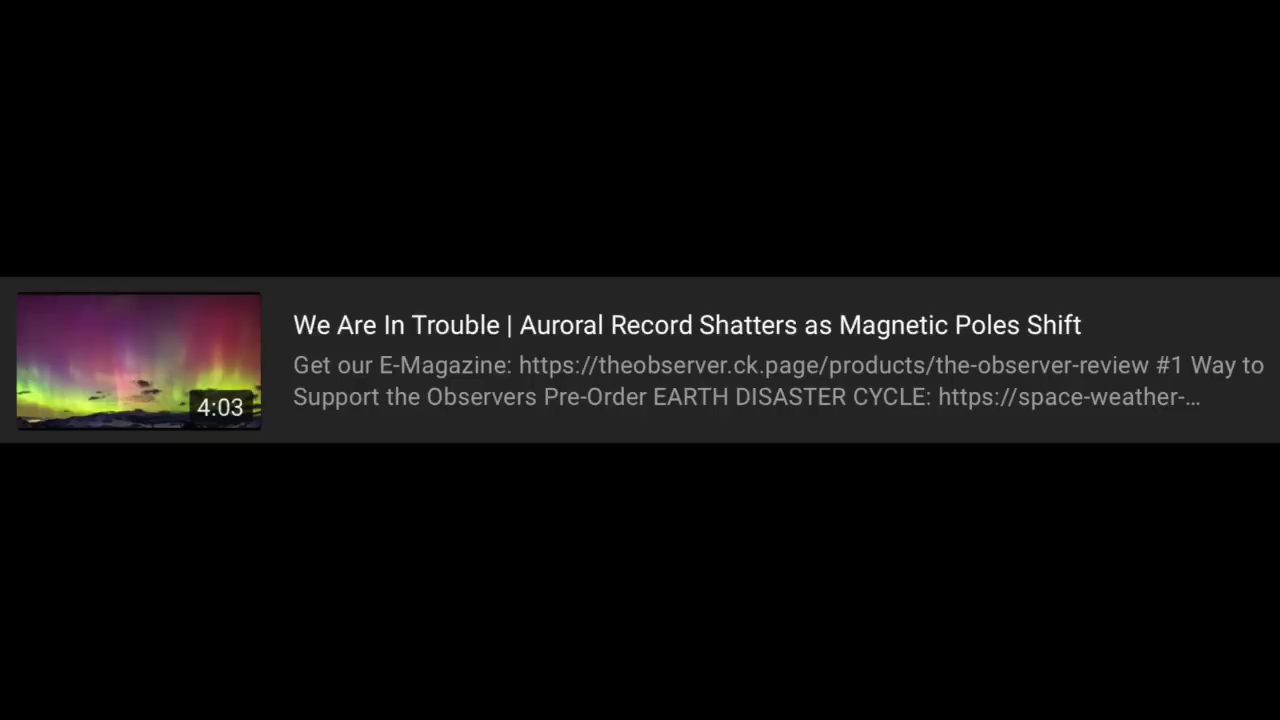 We Are In Trouble | Auroral Record Shatters as Magnetic Poles Shift
Get our E-Magazine: https://theobserver.ck.page/products/the-observer-review #1 Way to
Support the Observers Pre-Order EARTH DISASTER CYCLE: https://space-weather-...
4:03